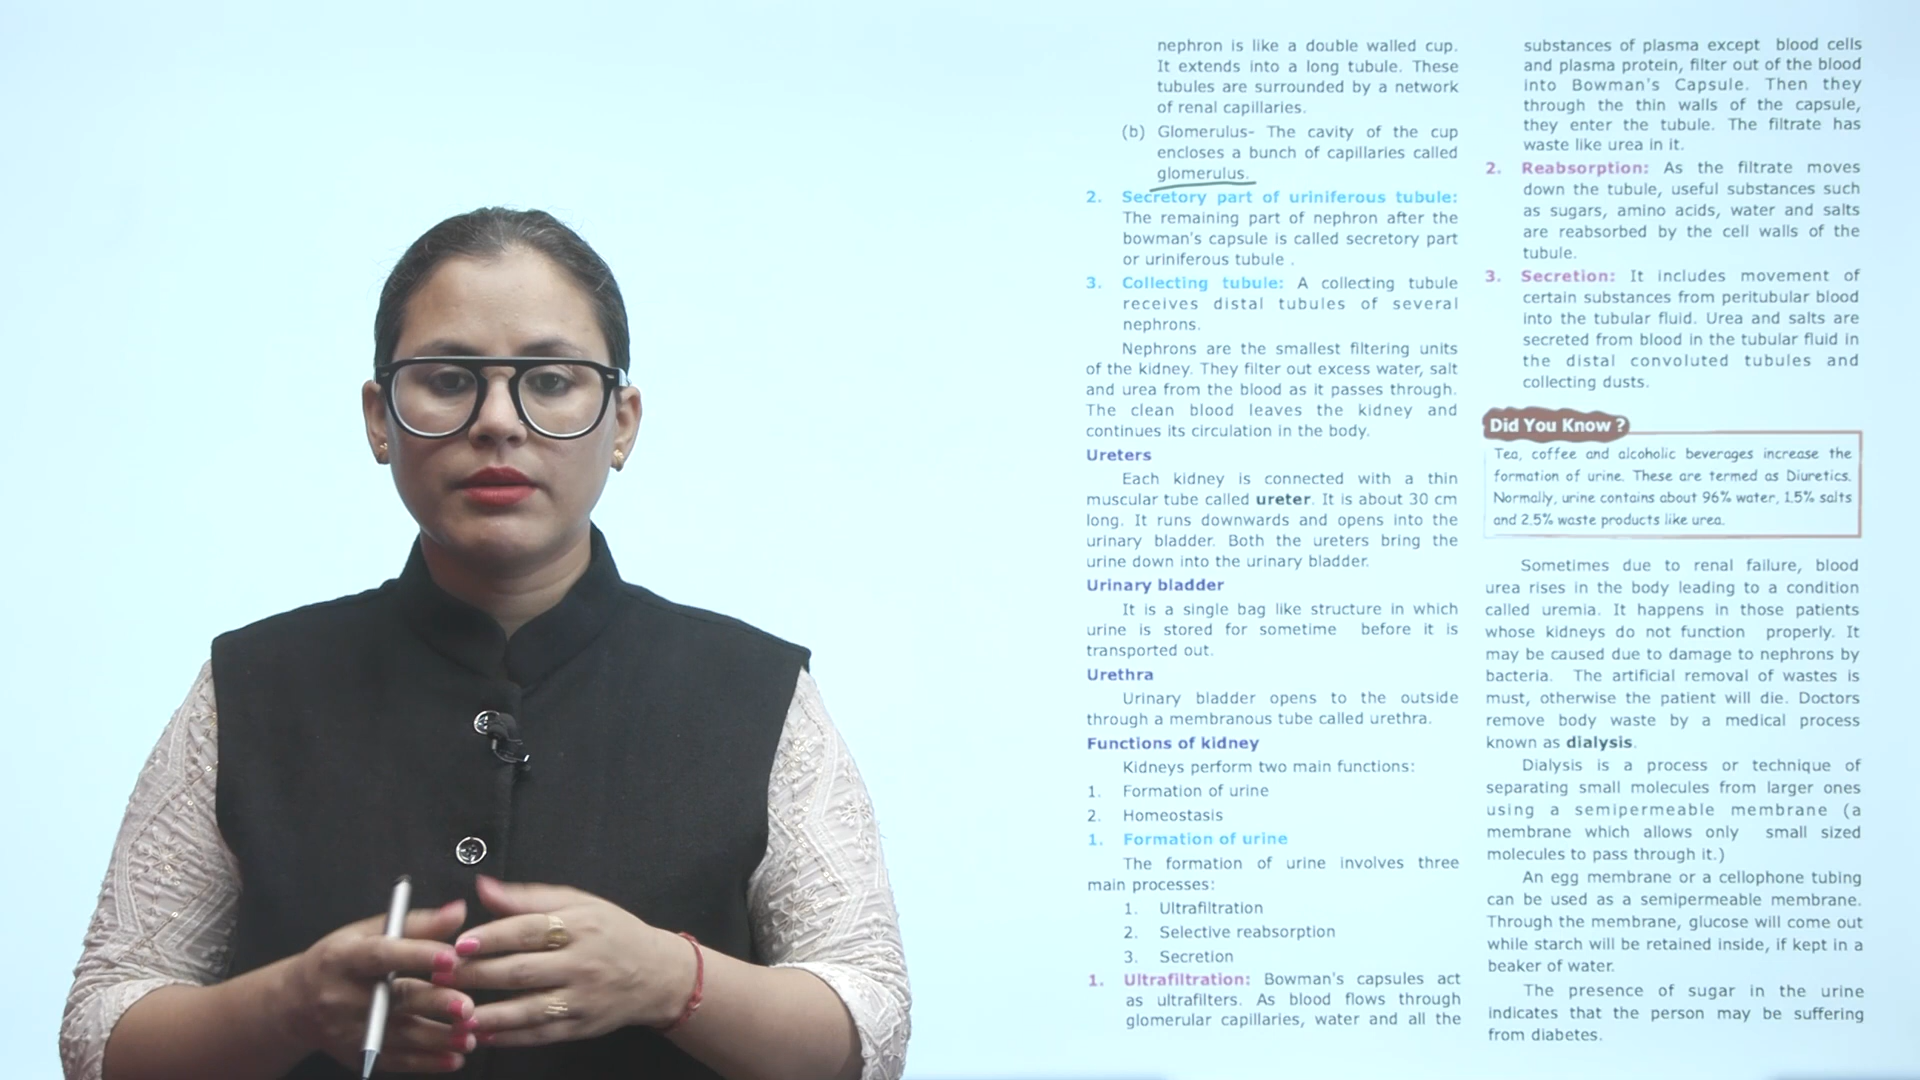 nephron is like a double walled cup.
It extends into a long tubule. These
tubules are surrounded by a network
of renal capillaries.
(b) Glomerulus- The cavity of the cup
encloses a bunch of capillaries called
glomerulus.
2. Secretory part of uriniferous tubule:
The remaining part of nephron after the
bowman's capsule is called secretory part
or uriniferous tubule .
3. Collecting tubule: A collecting tubule
receives distal tubules of several
nephrons.
Nephrons are the smallest filtering units
of the kidney. They filter out excess water, salt
and urea from the blood as it passes through.
The clean blood leaves the kidney and
continues its circulation in the body.
Ureters
Each kidney is connected with a thin
muscular tube called ureter. It is about 30 cm
long. It runs downwards and opens into the
urinary bladder. Both the ureters bring the
urine down into the urinary bladder.
Urinary bladder
It is a single bag like structure in which
urine is stored for sometime before it is
transported out.
Urethra
Urinary bladder opens to the outside
through a membranous tube called urethra.
Functions of kidney
Kidneys perform two main functions:
1. Formation of urine
2. Homeostasis
1. Formation of urine
The formation of urine involves three
main processes:
1. Ultrafiltration
2. Selective reabsorption
3. Secretion
1. Ultrafiltration: Bowman's capsules act
as ultrafilters. As blood flows through
glomerular capillaries, water and all the
substances of plasma except blood cells
and plasma protein, filter out of the blood
into Bowman's Capsule. Then they
through the thin walls of the capsule,
they enter the tubule. The filtrate has
waste like urea in it.
2. Reabsorption: As the filtrate moves
down the tubule, useful substances such
as sugars, amino acids, water and salts
are reabsorbed by the cell walls of the
tubule.
3. Secretion: It includes movement of
certain substances from peritubular blood
into the tubular fluid. Urea and salts are
secreted from blood in the tubular fluid in
the distal convoluted tubules and
collecting dusts.
Did You Know ?
Tea, coffee and alcoholic beverages increase the
formation of urine. These are termed as Diuretics.
Normally, urine contains about 96% water, 1.5% salts
and 2.5% waste products like urea.
Sometimes due to renal failure, blood
urea rises in the body leading to a condition
called uremia. It happens in those patients
whose kidneys do not function properly. It
may be caused due to damage to nephrons by
bacteria. The artificial removal of wastes is
must, otherwise the patient will die. Doctors
remove body waste by a medical process
known as dialysis.
Dialysis is a process or technique of
separating small molecules from larger ones
using a semipermeable membrane (a
membrane which allows only small sized
molecules to pass through it.)
An egg membrane or a cellophone tubing
can be used as a semipermeable membrane.
Through the membrane, glucose will come out
while starch will be retained inside, if kept in a
beaker of water.
The presence of sugar in the urine
indicates that the person may be suffering
from diabetes.